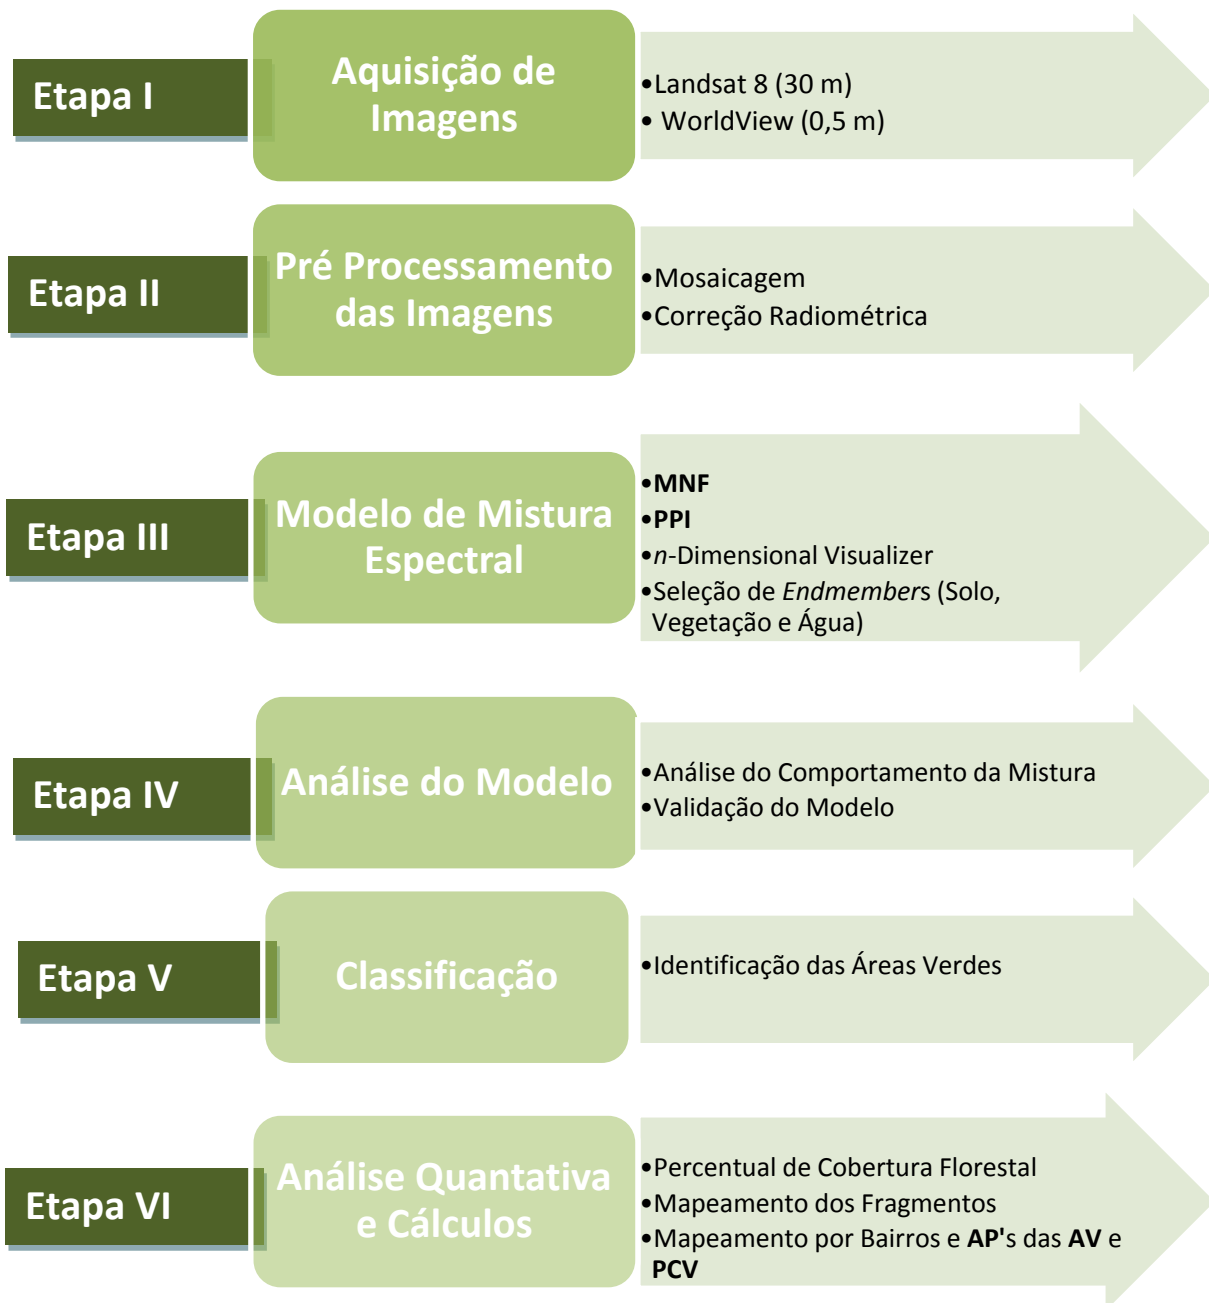 Etapa I
Aquisição de
Imagens
•Landsat 8 (30 m)
• WorldView (0,5 m)
Etapa II
Pré Processamento
das Imagens
•Mosaicagem
•Correção Radiométrica
Etapa III
Modelo de Mistura
Espectral
•MNF
•PPI
•n-Dimensional Visualizer
•Seleção de Endmembers (Solo,
Vegetação e Água)
Etapa IV
Análise do Modelo
•Análise do Comportamento da Mistura
•Validação do Modelo
Etapa V
Classificação
•Identificação das Áreas Verdes
Etapa VI
Análise Quantativa
e Cálculos
•Percentual de Cobertura Florestal
•Mapeamento dos Fragmentos
•Mapeamento por Bairros e AP's das AV e
PCV